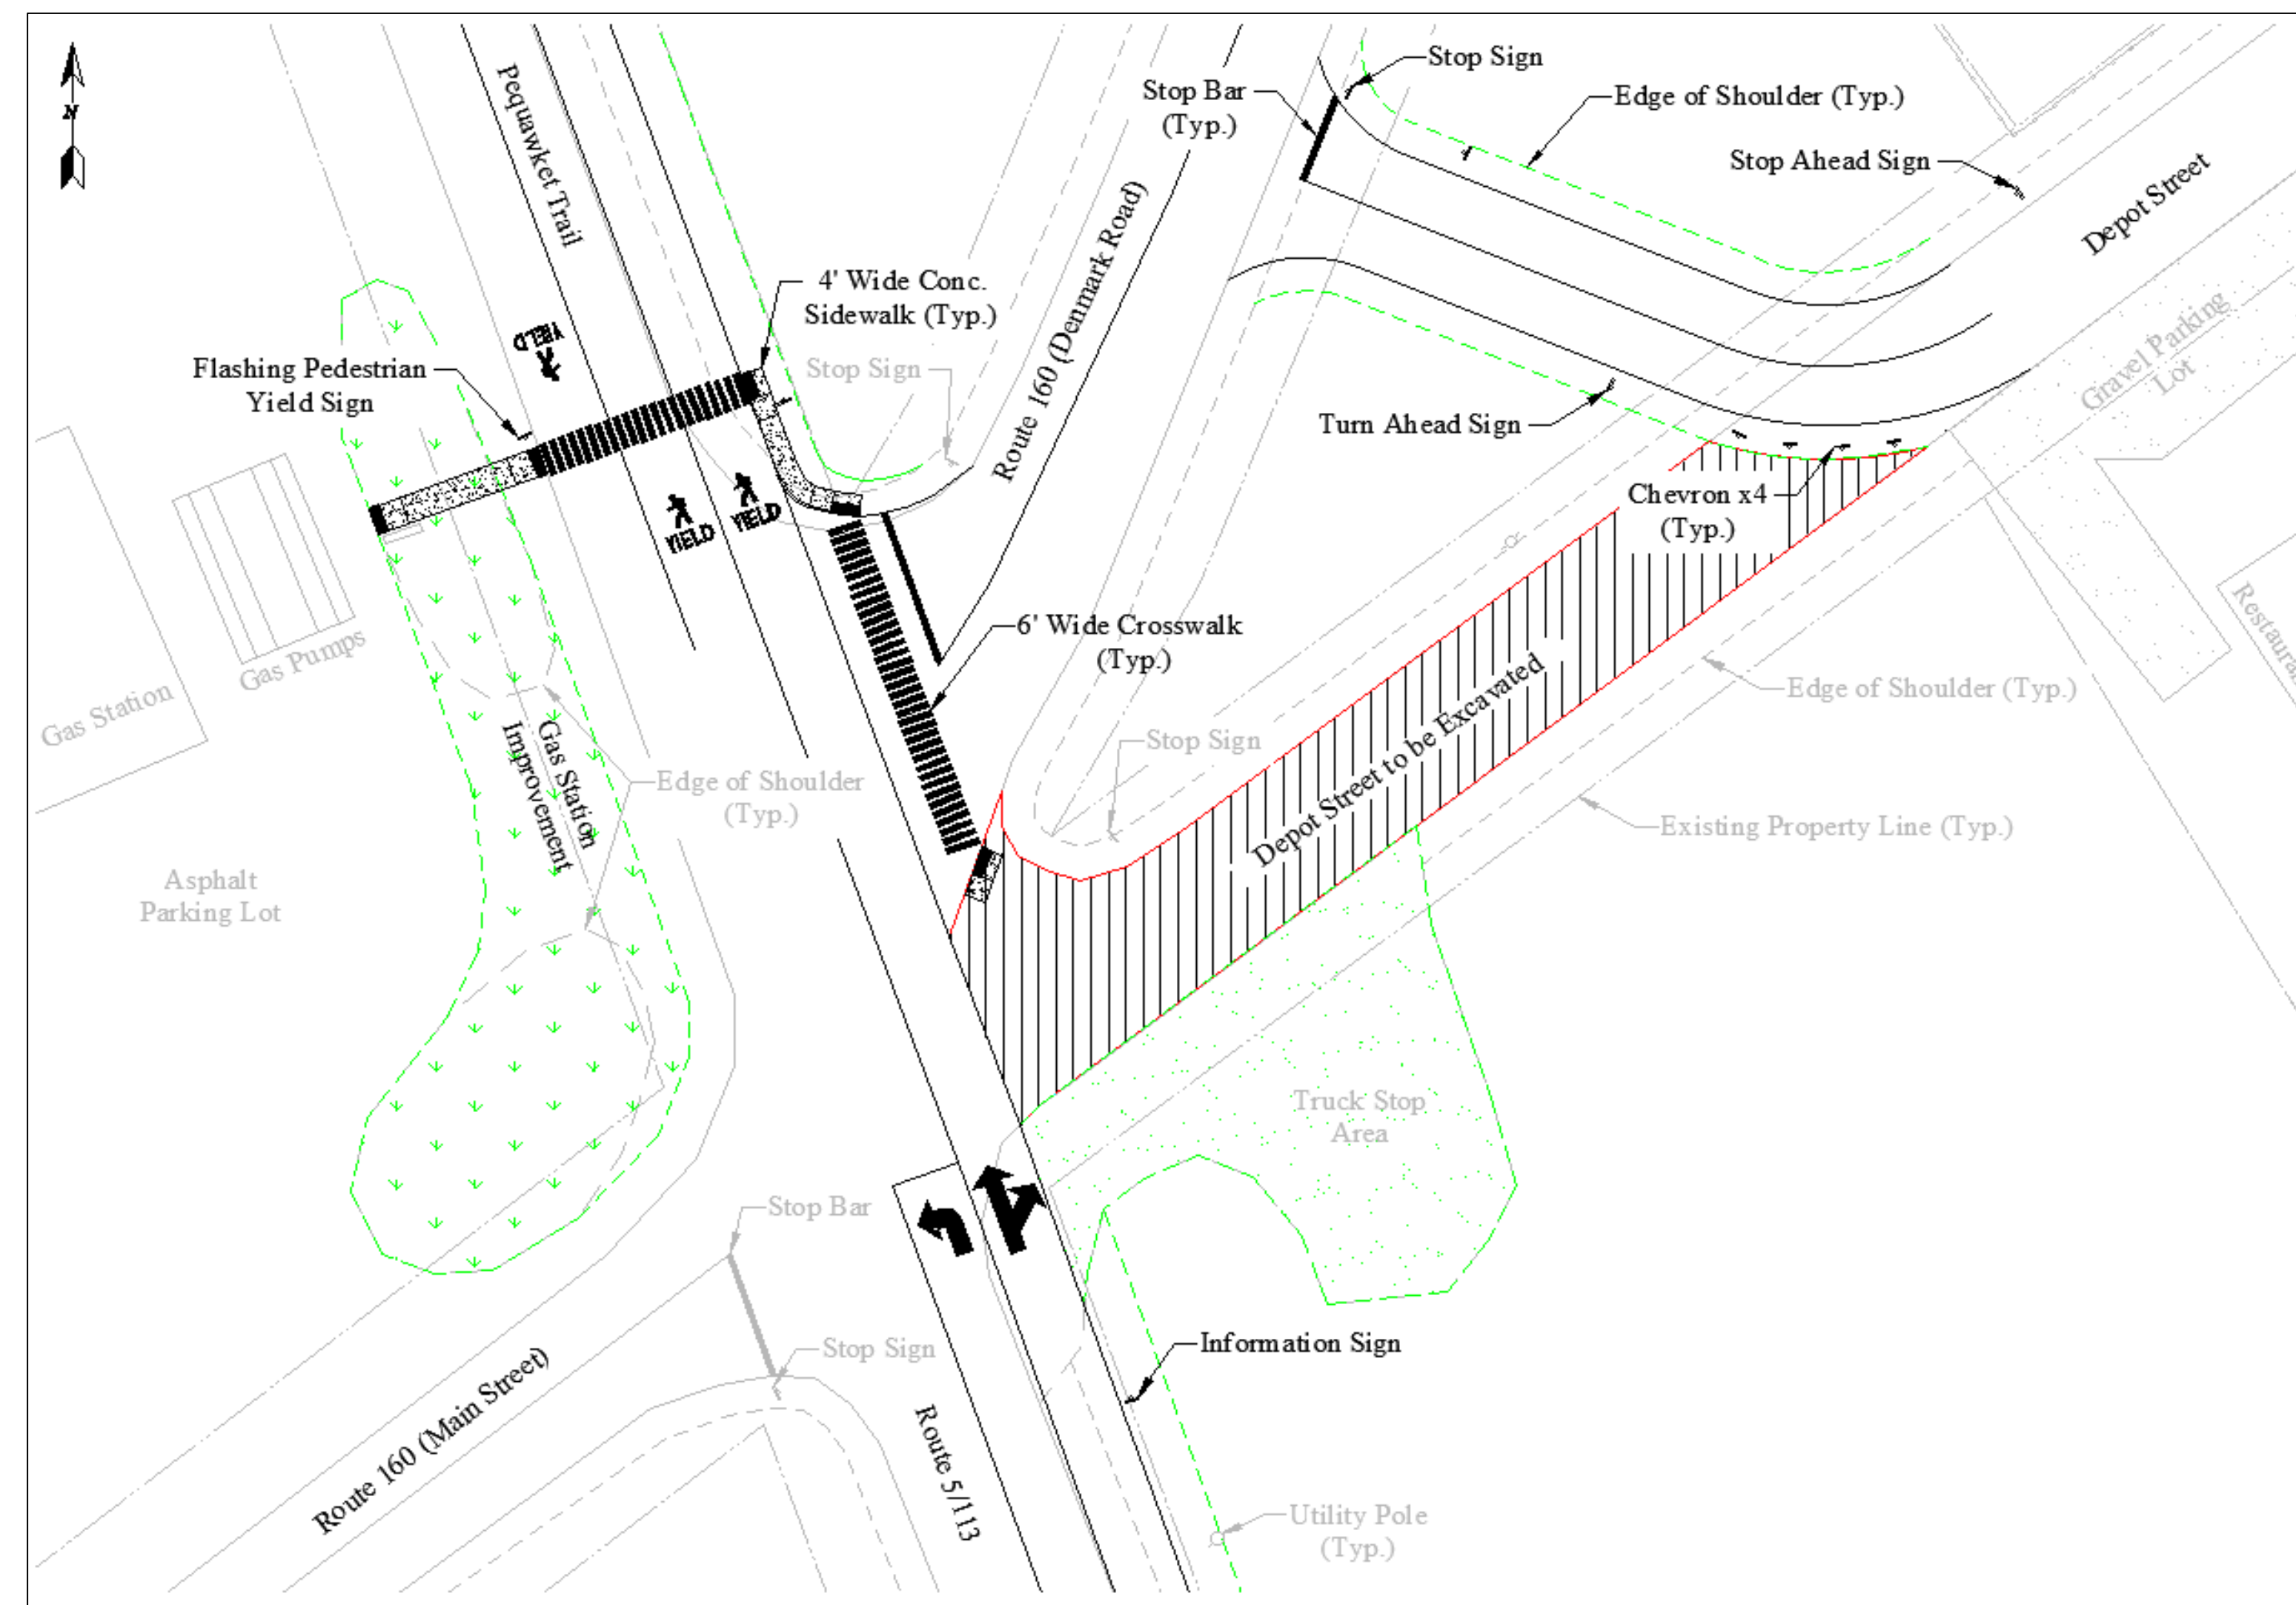 N
Pequawket Trail
Stop Sign
Stop Bar
(Typ.)
Edge of Shoulder (Typ.)
Stop Ahead Sign
Depot Street
4' Wide Conc.
Sidewalk (Typ.)
Route 160 (Denmark Road)
Stop Sign
Flashing Pedestrian
Yield Sign
YIELD
Gravel Parking
Lot
Turn Ahead Sign
Chevron x4
(Typ.)
YIELD
YIELD
6' Wide Crosswalk
(Typ.)
Gas Pumps
Gas Station
Gas Station
Improvement
Edge of Shoulder
(Typ.)
Stop Sign
Depot Street to be Excavated
Edge of Shoulder (Typ.)
Existing Property Line (Typ.)
Asphalt
Parking Lot
Truck Stop
Area
Stop Bar
Stop Sign
Information Sign
Route 160 (Main Street)
Route 5/113
Utility Pole
(Typ.)